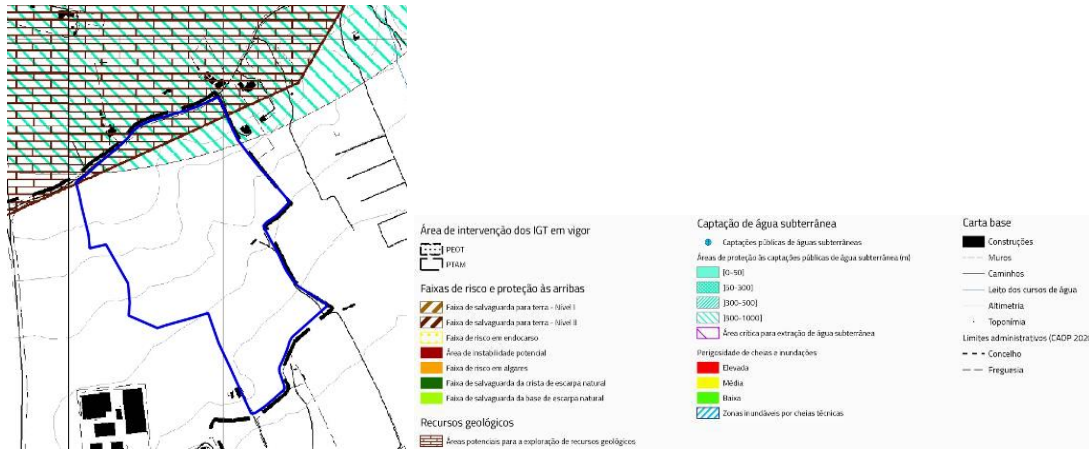 Área de intervenção dos IGT em vigor
PEOT
PTAM
Faixas de risco e proteção às arribas
Faixa de salvaguarda para terra - Nível I
Faixa de salvaguarda para terra - Nível II
Faixa de risco em endocarso
Área de instabilidade potencial
Faixa de risco em algares
Faixa de salvaguarda da crista de escarpa natural
Faixa de salvaguarda da base de escarpa natural
Recursos geológicos
Áreas potenciais para a exploração de recursos geológicos
Captação de água subterrânea
Captações públicas de águas subterrâneas
Áreas de proteção às captações públicas de água subterrânea (m)
[0-50]
]50-300]
]300-500]
]500-1000]
Área crítica para extração de água subterrânea
Perigosidade de cheias e inundações
Elevada
Média
Baixa
Zonas inundáveis por cheias técnicas
Carta base
Construções
Muros
Caminhos
Leito dos cursos de água
Altimetria
Toponímia
Limites administrativos (CAOP 202
Concelho
Freguesia